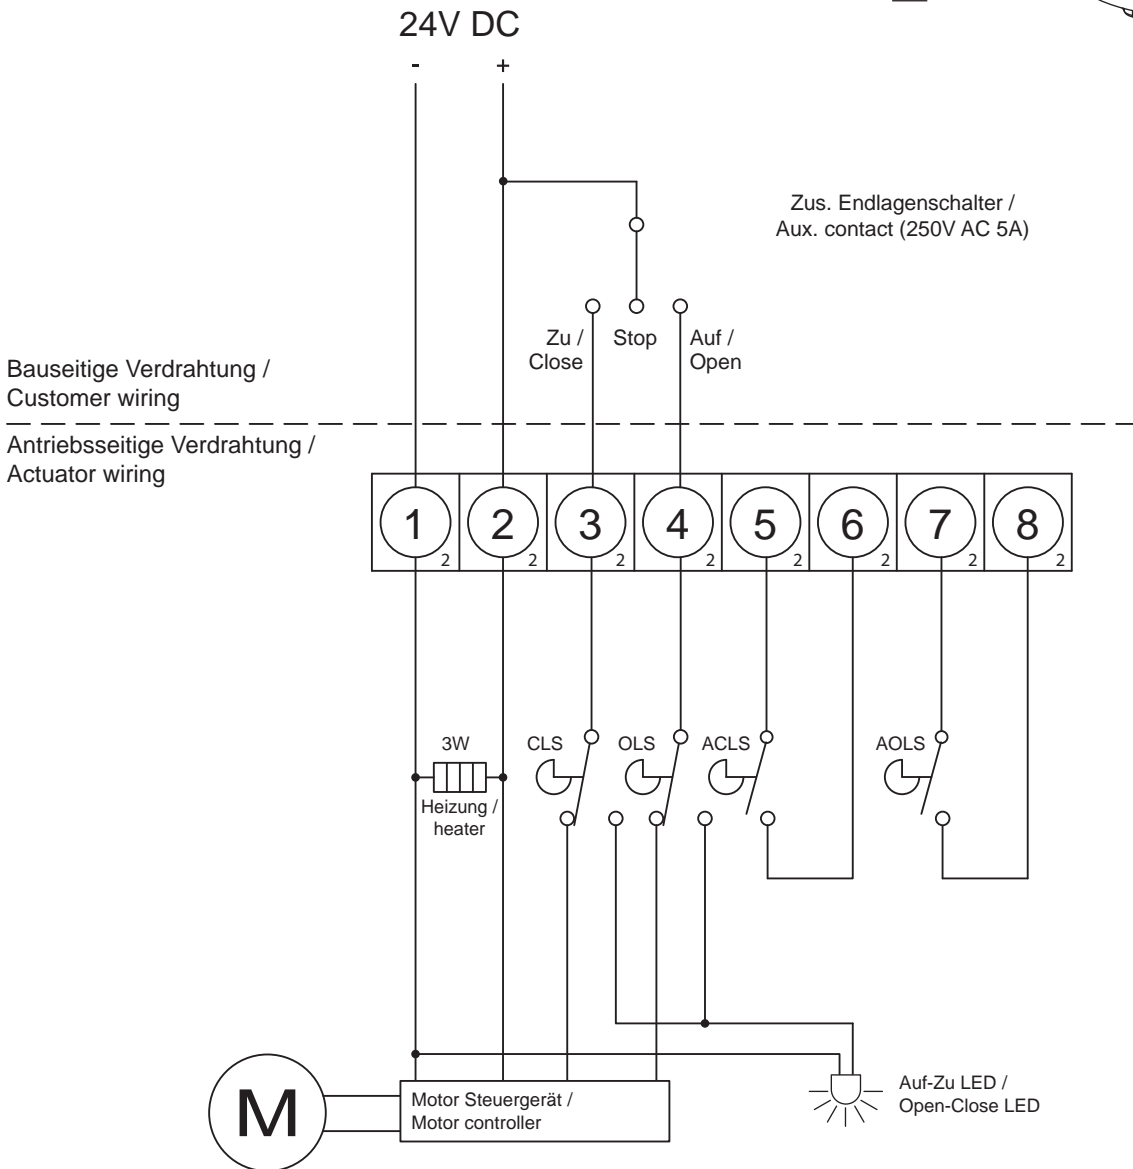 24V DC
- +
Zus. Endlagenschalter /
Aux. contact (250V AC 5A)
Zu /
Close
Stop
Auf /
Open
Bauseitige Verdrahtung /
Customer wiring
Antriebsseitige Verdrahtung /
Actuator wiring
1 2 3 4 5 6 7 8
2 2 2 2 2 2 2 2
3W
Heizung /
heater
CLS
OLS
ACLS
AOLS
M
Motor Steuergerät /
Motor controller
Auf-Zu LED /
Open-Close LED